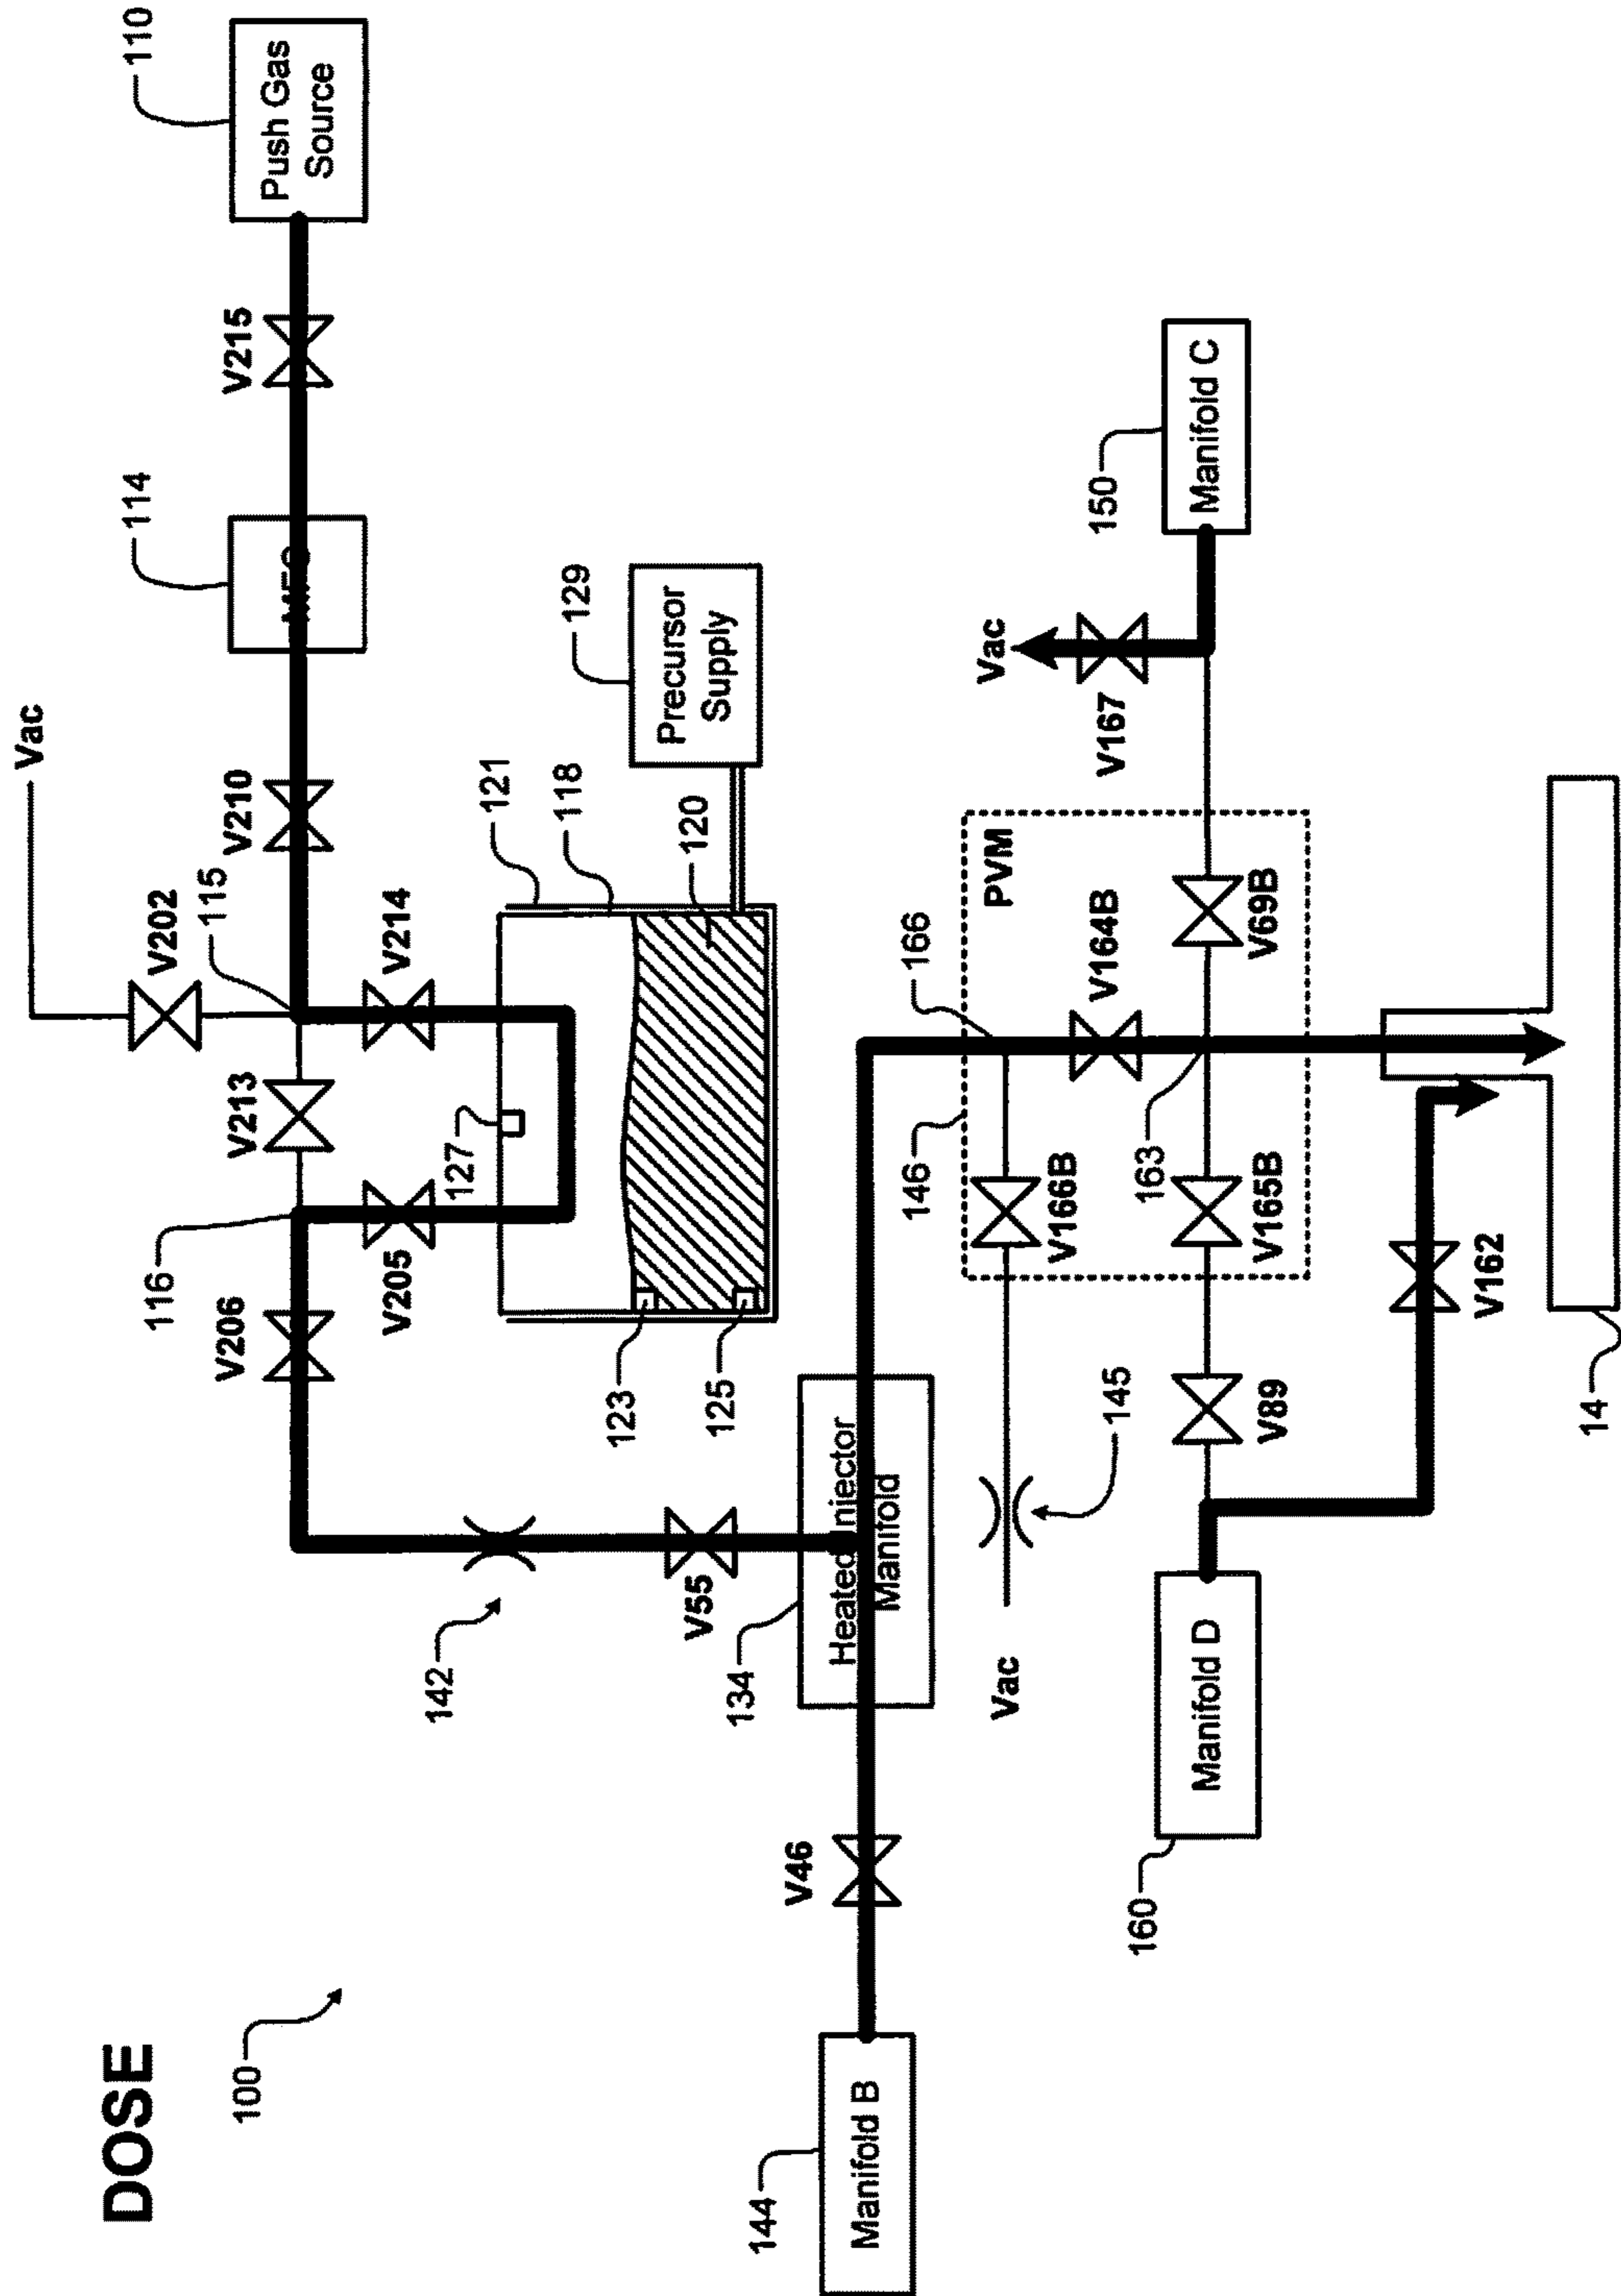 DOSE
100
Vac
110
114
V202
115
116
V206
V213
V210
V215
Push Gas
Source
MFC
V205
V214
142
127
121
118
129
123
Precursor
Supply
120
V55
125
134
144
V46
Heated Injector
Manifold
Manifold B
146
166
Vac
PVM
Vac
V166B
V164B
V167
150
145
160
163
Manifold D
Manifold C
V89
V165B
V69B
V162
14